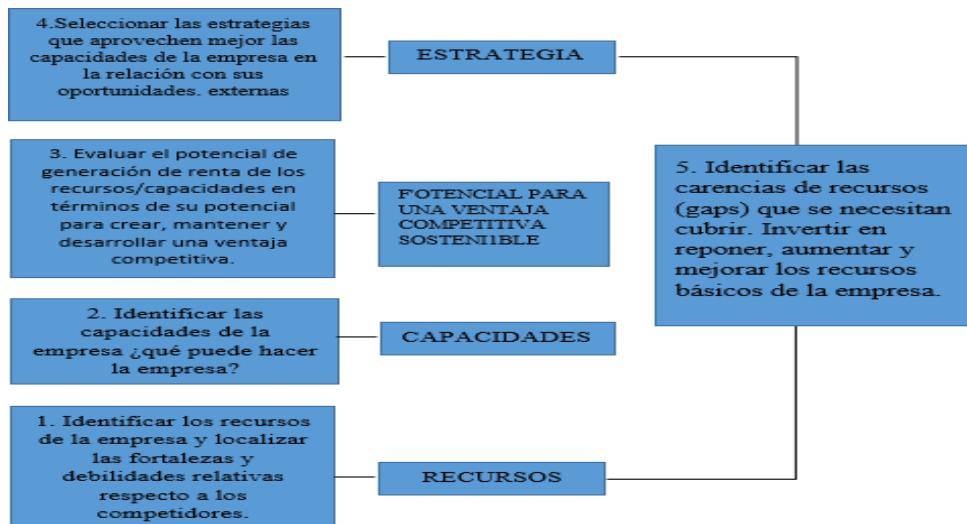 4.Seleccionar las estrategias
que aprovechen mejor las
capacidades de la empresa en
la relación con sus
oportunidades. externas
ESTRATEGIA
3. Evaluar el potencial de
generación de renta de los
recursos/capacidades en
términos de su potencial
para crear, mantener y
desarrollar una ventaja
competitiva.
F'OTENCIAL PARA
UNA VENTAJA
COMPETITIVA
SOSTENI1BLE
2. Identificar las
capacidades de la
empresa ¿qué puede hacer
la empresa?
CAPACIDADES
1. Identificar los recursos
de la empresa y localizar
las fortalezas y
debilidades relativas
respecto a los
competidores.
RECURSOS
5. Identificar las
carencias de recursos
(gaps) que se necesitan
cubrir. Invertir en
reponer, aumentar y
mejorar los recursos
básicos de la empresa.